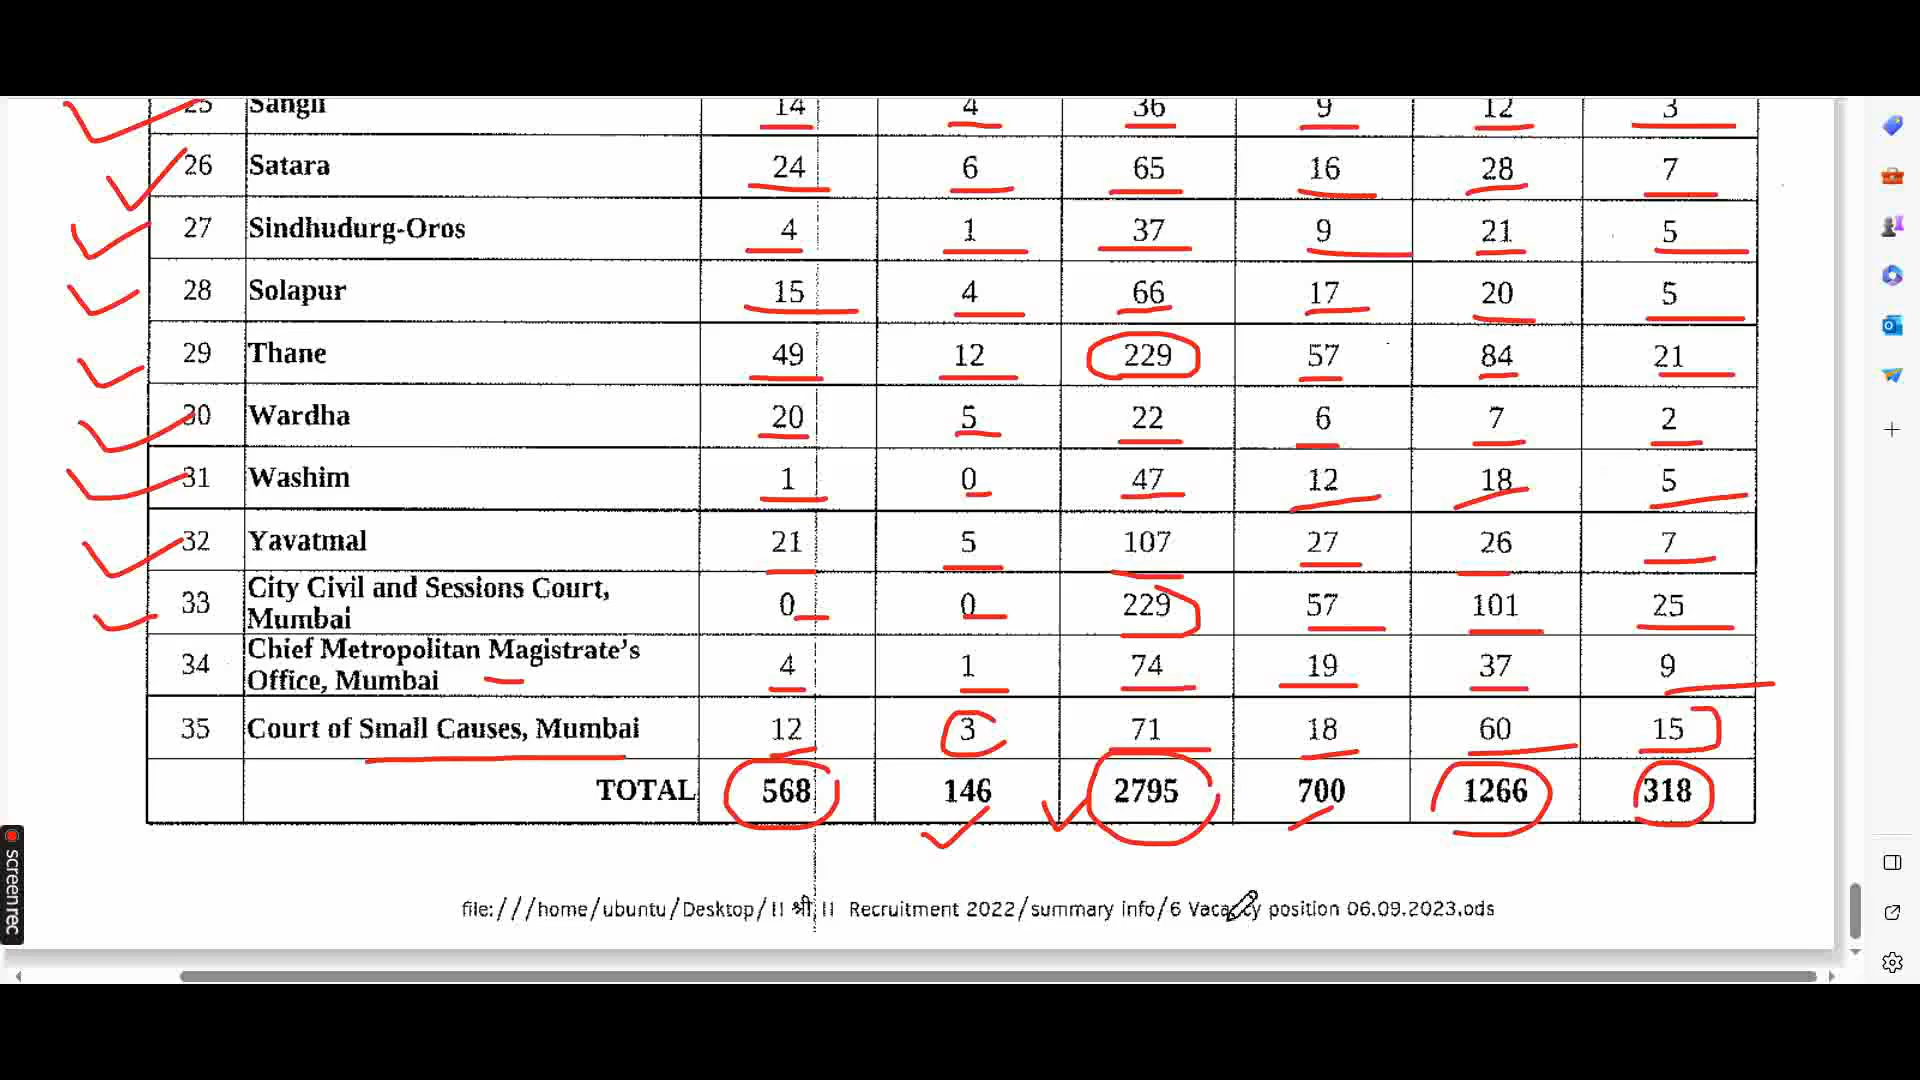 25 Sangli 14 4 36 9 12 3
26 Satara 24 6 65 16 28 7
27 Sindhudurg-Oros 4 1 37 9 21 5
28 Solapur 15 4 66 17 20 5
29 Thane 49 12 229 57 84 21
30 Wardha 20 5 22 6 7 2
31 Washim 1 0 47 12 18 5
32 Yavatmal 21 5 107 27 26 7
33 City Civil and Sessions Court, 0 0 229 57 101 25
Mumbai
34 Chief Metropolitan Magistrate's 4 1 74 19 37 9
Office, Mumbai
35 Court of Small Causes, Mumbai 12 3 71 18 60 15
TOTAL 568 146 2795 700 1266 318
file:///home/ubuntu/Desktop/!! श्री !! Recruitment 2022/summary info/6 Vacancy position 06.09.2023.ods
screenrec